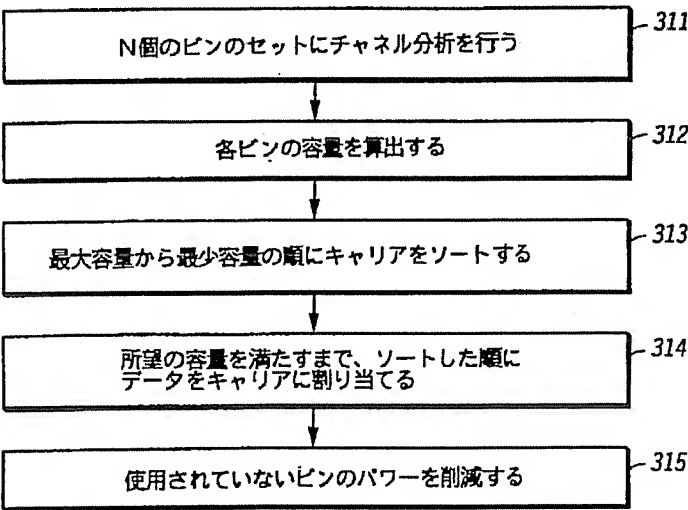 N個のビンのセットにチャネル分析を行う
311
各ビンの容量を算出する
312
最大容量から最少容量の順にキャリアをソートする
313
所望の容量を満たすまで、ソートした順に
データをキャリアに割り当てる
314
使用されていないビンのパワーを削減する
315